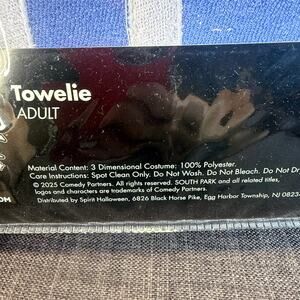 Towelie
ADULT
Material Content: 3 Dimensional Costume: 100% Polyester.
Care Instructions: Spot Clean Only. Do Not Wash. Do Not Bleach. Do Not Dr
© 2025 Comedy Partners. All rights reserved. SOUTH PARK and all related titles,
logos and characters are trademarks of Comedy Partners.
Distributed by Spirit Halloween, 6826 Black Horse Pike, Egg Harbor Township, NJ 0823
OM